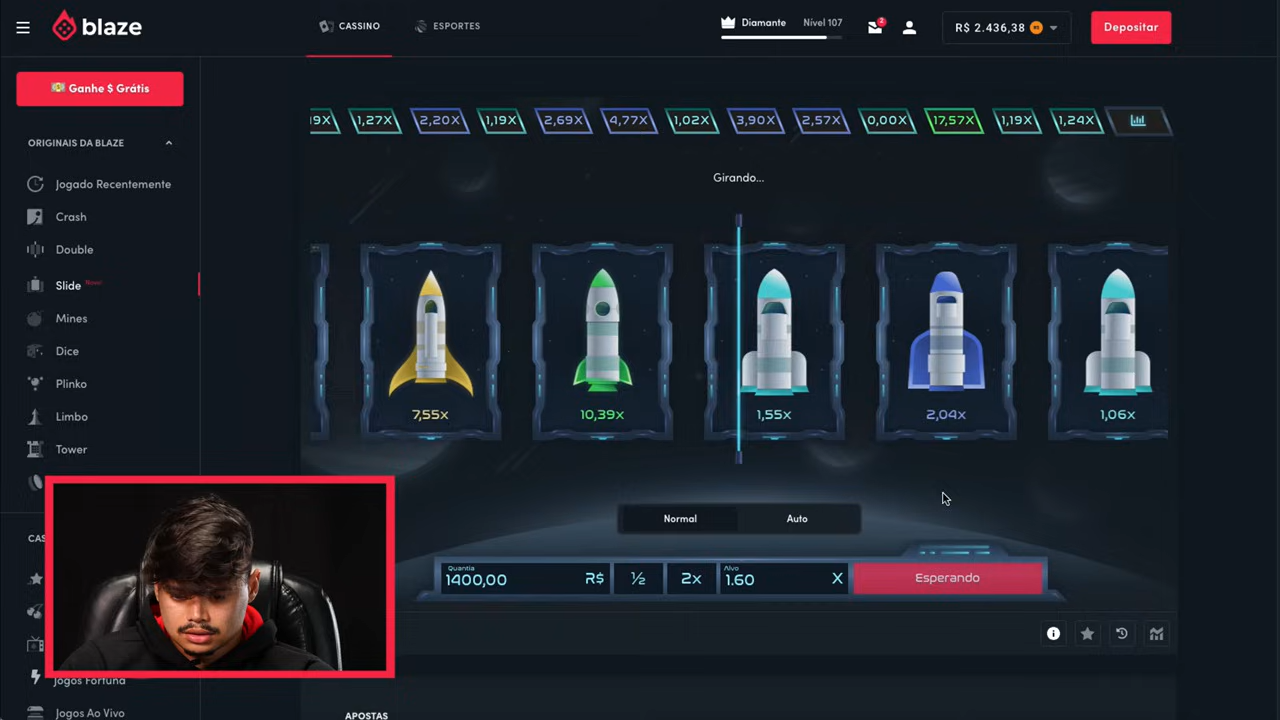 blaze
CASSINO
ESPORTES
Diamante
Nível 107
2
R$ 2.436,38
R$
Depositar
Ganhe $ Grátis
ORIGINAIS DA BLAZE
Jogado Recentemente
Crash
Double
Slide
Novo!
Mines
Dice
Plinko
Limbo
Tower
CAS
Jogos Fortuna
Jogos Ao Vivo
9X
1,27X
2,20X
1,19X
2,69X
4,77X
1,02X
3,90X
2,57X
0,00X
17,57X
1,19X
1,24X
Girando...
7,55x
10,39x
1,55x
2,04x
1,06x
Normal
Auto
Quantia
1400,00
R$
½
2x
Alvo
1.60
X
Esperando
APOSTAS